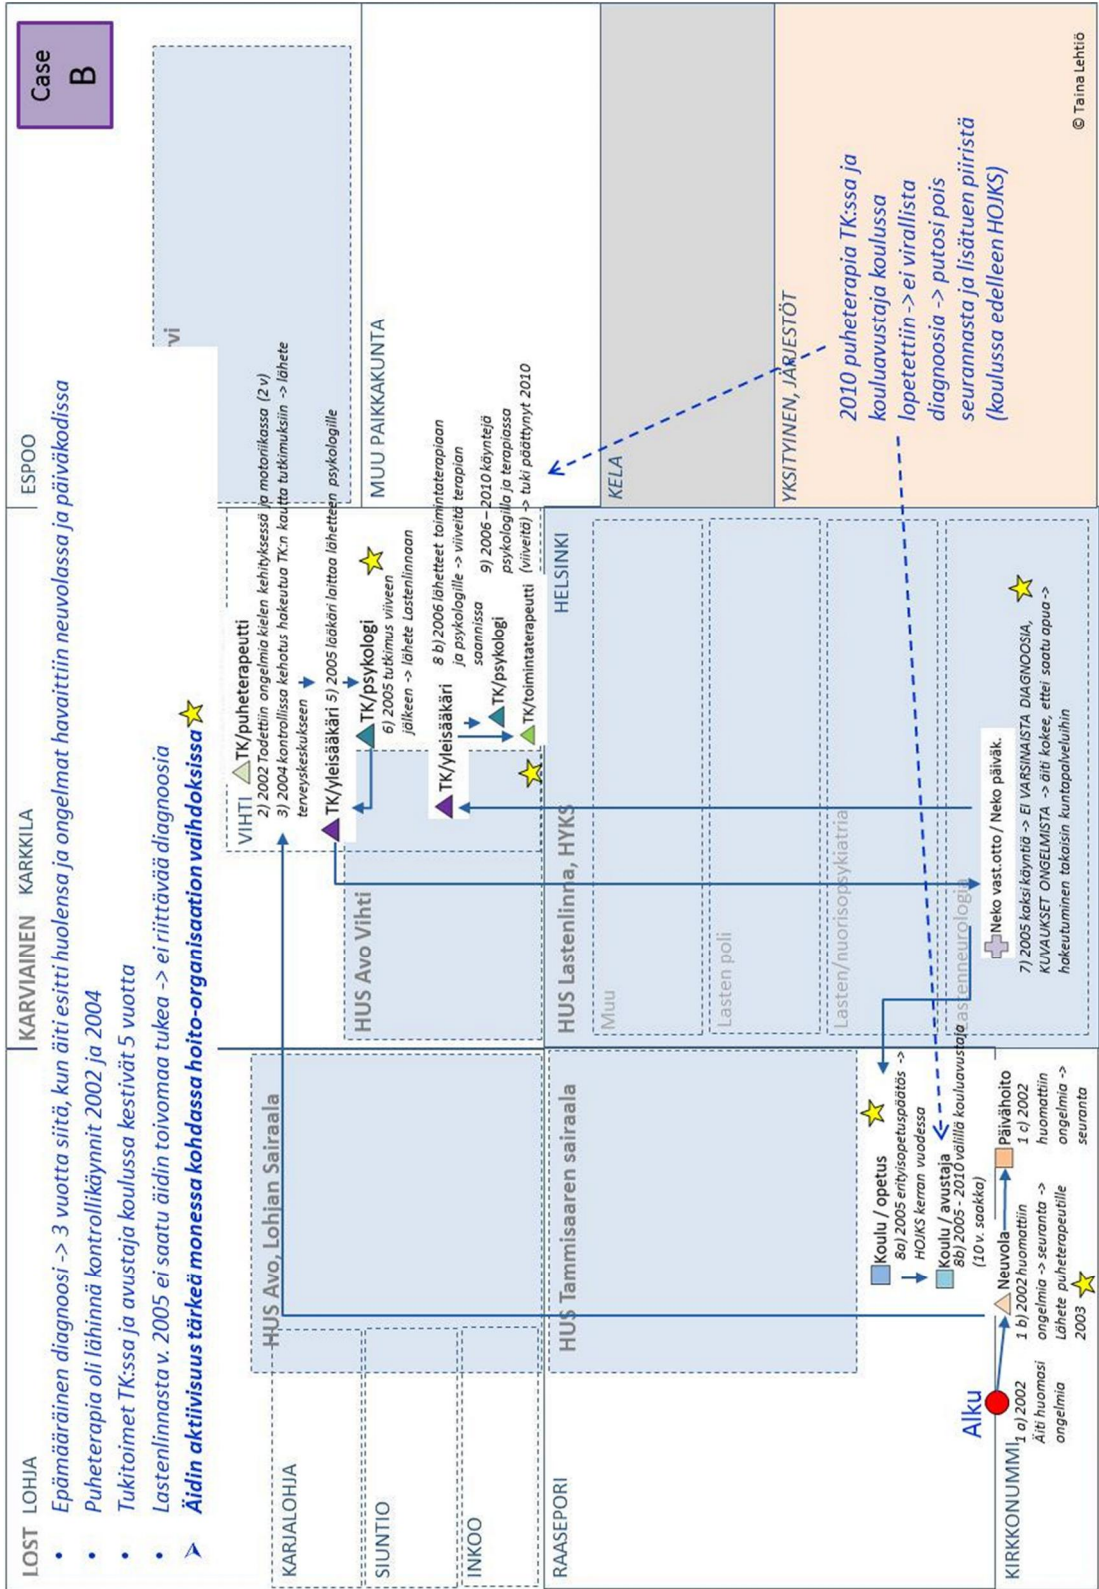 Case
B
LOST LOHJA
KARVIAINEN KARKKILA
ESPOO
• Epämääräinen diagnoosi -> 3 vuotta siitä, kun äiti esitti huolensa ja ongelmat havaittiin neuvolassa ja päiväkodissa
• Puheterapia oli lähinnä kontrollikäynnit 2002 ja 2004
• Tukitoimet TK:ssa ja avustaja koulussa kestivät 5 vuotta
• Lastenlinnasta v. 2005 ei saatu äidin toivomaa tukea -> ei riittävää diagnoosia
➤ Äidin aktiivisuus tärkeä monessa kohdassa hoito-organisaation vaihdoksissa
rvi
KARJALOHJA
SIUNTIO
INKOO
HUS Avo, Lohjan Sairaala
HUS Avo Vihti
VIHTI
TK/puheterapeutti
2) 2002 Todettiin ongelmia kielen kehityksessä ja motoriikassa (2 v)
3) 2004 kontrollissa kehotus hakeutua TK:n kautta tutkimuksiin -> lähete
terveyskeskukseen
TK/yleisääkäri 5) 2005 lääkäri laittaa lähetteen psykologille
TK/psykologi
6) 2005 tutkimus viiveen
jälkeen -> lähete Lastenlinnaan
TK/yleisääkäri
8 b) 2006 lähetteet toimintaterapiaan
ja psykologille -> viiveitä terapian
saannissa
TK/psykologi
TK/toimintaterapeutti
9) 2006–2010 käyntejä
psykologilla ja terapiassa
(viiveitä) -> tuki päättynyt 2010
MUU PAIKKAKUNTA
KELA
YKSITYINEN, JÄRJESTÖT
2010 puheterapia TK:ssa ja
kouluavustaja koulussa
lopetettiin -> ei virallista
diagnoosia -> putosi pois
seurannasta ja lisätuen piiristä
(koulussa edelleen HOJKS)
RAASEPORI
HUS Tammisaaren sairaala
HUS Lastenlinna, HYKS
HELSINKI
Muu
Lasten poli
Lasten/nuorisopsykiatria
Lastenneurologia
Neko vast.otto / Neko päiväk.
7) 2005 kaksi käyntiä -> EI VARSINAISTA DIAGNOOSIA,
KUVAUKSET ONGELMISTA -> äiti kokee, ettei saatu apua ->
hakeutuminen takaisin kuntapalveluihin
Koulu / opetus
8a) 2005 erityisopetuspäätös ->
HOJKS kerran vuodessa
Koulu / avustaja
8b) 2005 - 2010 välillä kouluavustaja
(10 v. saakka)
KIRKKONUMMI
Alku
1 a) 2002
Äiti huomasi
ongelmia
Neuvola
1 b) 2002 huomattiin
ongelmia -> seuranta ->
Lähete puheterapeutille
2003
Päivähoito
1 c) 2002
huomattiin
ongelmia ->
seuranta
© Taina Lehtiö